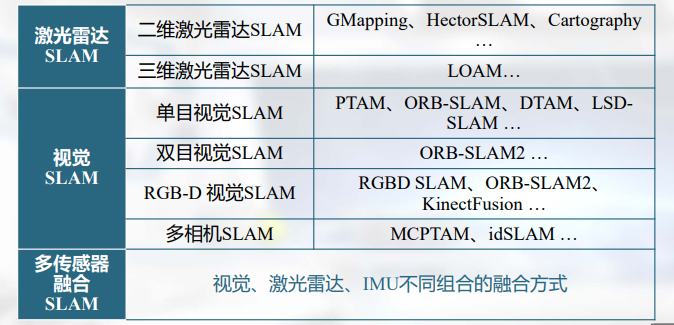 激光雷达
SLAM
二维激光雷达SLAM
GMapping、HectorSLAM、Cartography
…
三维激光雷达SLAM
LOAM…
视觉
SLAM
单目视觉SLAM
PTAM、ORB-SLAM、DTAM、LSD-
SLAM …
双目视觉SLAM
ORB-SLAM2 …
RGB-D 视觉SLAM
RGBD SLAM、ORB-SLAM2、
KinectFusion …
多相机SLAM
MCPTAM、idSLAM …
多传感器
融合
SLAM
视觉、激光雷达、IMU不同组合的融合方式